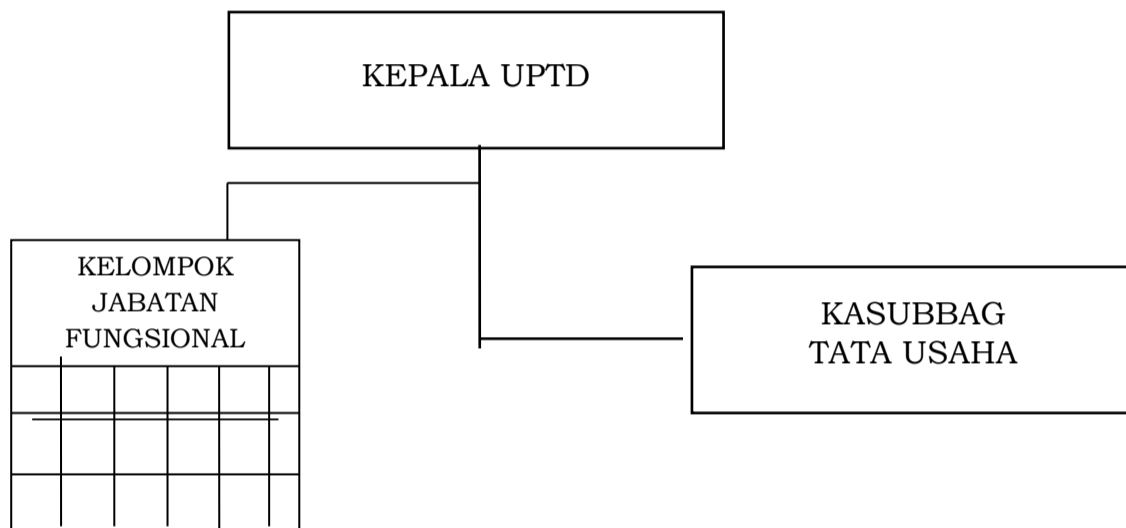 KEPALA UPTD
KELOMPOK
JABATAN
FUNGSIONAL
KASUBBAG
TATA USAHA